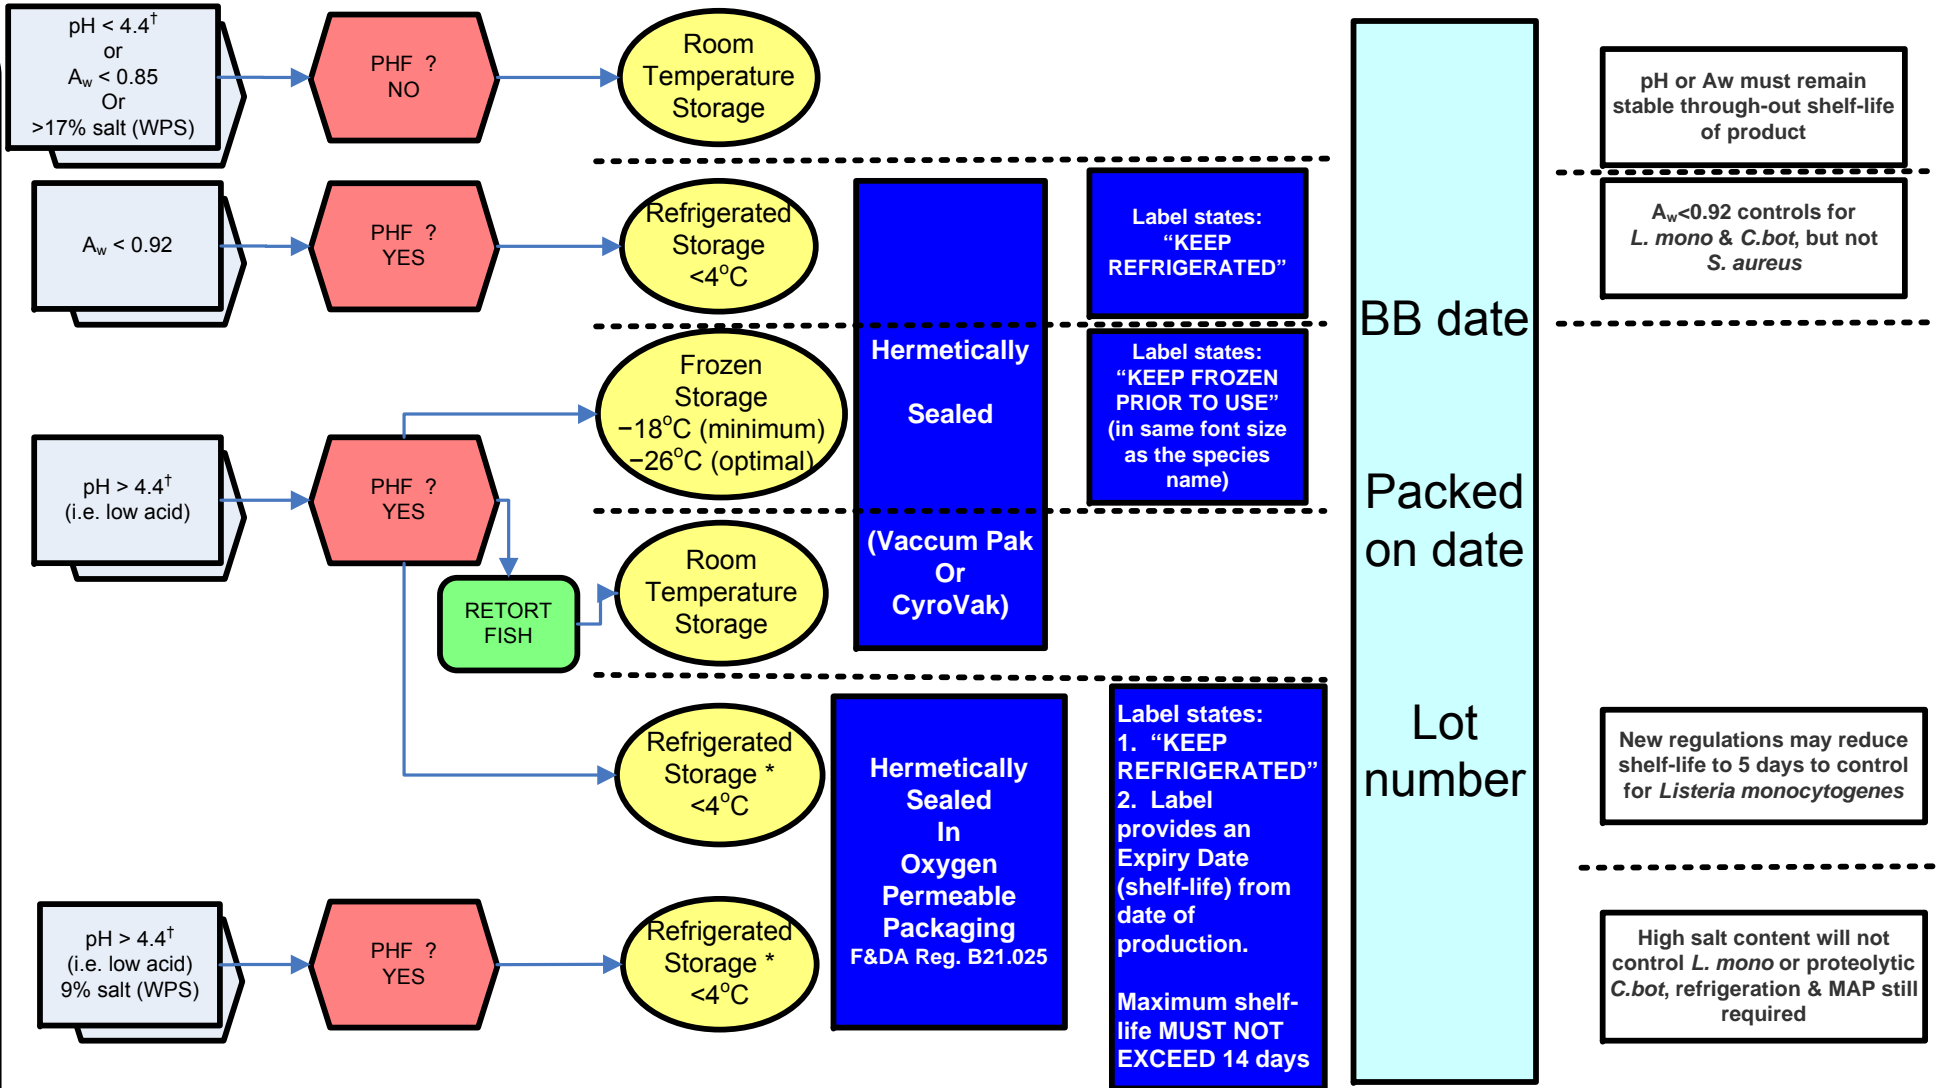 pH < 4.4†
or
Aw < 0.85
Or
>17% salt (WPS)
PHF ?
NO
Room
Temperature
Storage
pH or Aw must remain
stable through-out shelf-life
of product
Aw < 0.92
PHF ?
YES
Refrigerated
Storage
<4°C
Label states:
“KEEP
REFRIGERATED”
Aw<0.92 controls for
L. mono & C.bot, but not
S. aureus
pH > 4.4†
(i.e. low acid)
PHF ?
YES
Frozen
Storage
−18°C (minimum)
−26°C (optimal)
Hermetically
Sealed
(Vaccum Pak
Or
CyroVak)
Label states:
“KEEP FROZEN
PRIOR TO USE”
(in same font size
as the species
name)
RETORT
FISH
Room
Temperature
Storage
BB date
Packed
on date
Lot
number
Refrigerated
Storage *
<4°C
Hermetically
Sealed
In
Oxygen
Permeable
Packaging
F&DA Reg. B21.025
Label states:
1. “KEEP
REFRIGERATED”
2. Label
provides an
Expiry Date
(shelf-life) from
date of
production.
Maximum shelf-
life MUST NOT
EXCEED 14 days
New regulations may reduce
shelf-life to 5 days to control
for Listeria monocytogenes
pH > 4.4†
(i.e. low acid)
9% salt (WPS)
PHF ?
YES
Refrigerated
Storage *
<4°C
High salt content will not
control L. mono or proteolytic
C.bot, refrigeration & MAP still
required